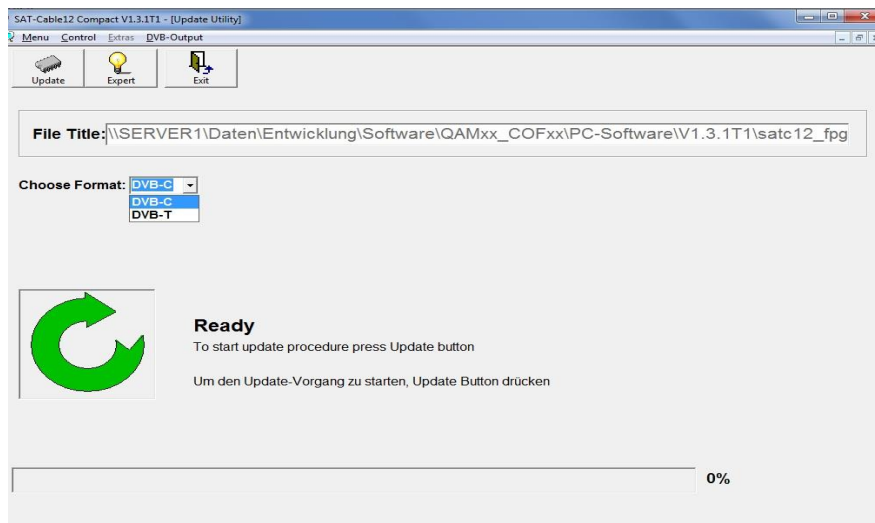 SAT-Cable12 Compact V1.3.1T1 - [Update Utility]
Menu Control Extras DVB-Output
Update Expert Exit
File Title: \\SERVER1\Daten\Entwicklung\Software\QAMxx_COFxx\PC-Software\V1.3.1T1\satc12_fpg
Choose Format: DVB-C
DVB-C
DVB-T
Ready
To start update procedure press Update button
Um den Update-Vorgang zu starten, Update Button drücken
0%